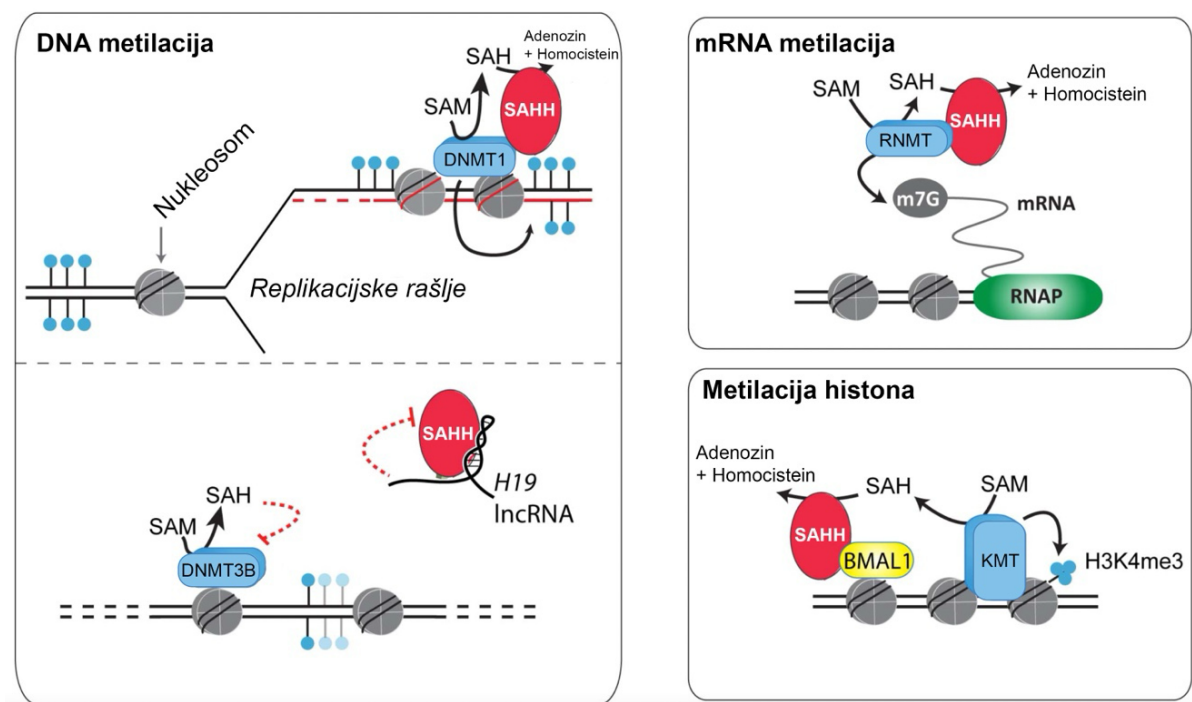 DNA metilacija
Adenozin
+ Homocistein
SAH
SAM
SAHH
DNMT1
Nukleosom
Replikacijske rašlje
SAHH
H19
lncRNA
SAH
SAM
DNMT3B
mRNA metilacija
SAM
SAH
Adenozin
+ Homocistein
SAHH
RNMT
m7G
mRNA
RNAP
Metilacija histona
Adenozin
+ Homocistein
SAH
SAM
SAHH
BMAL1
KMT
H3K4me3